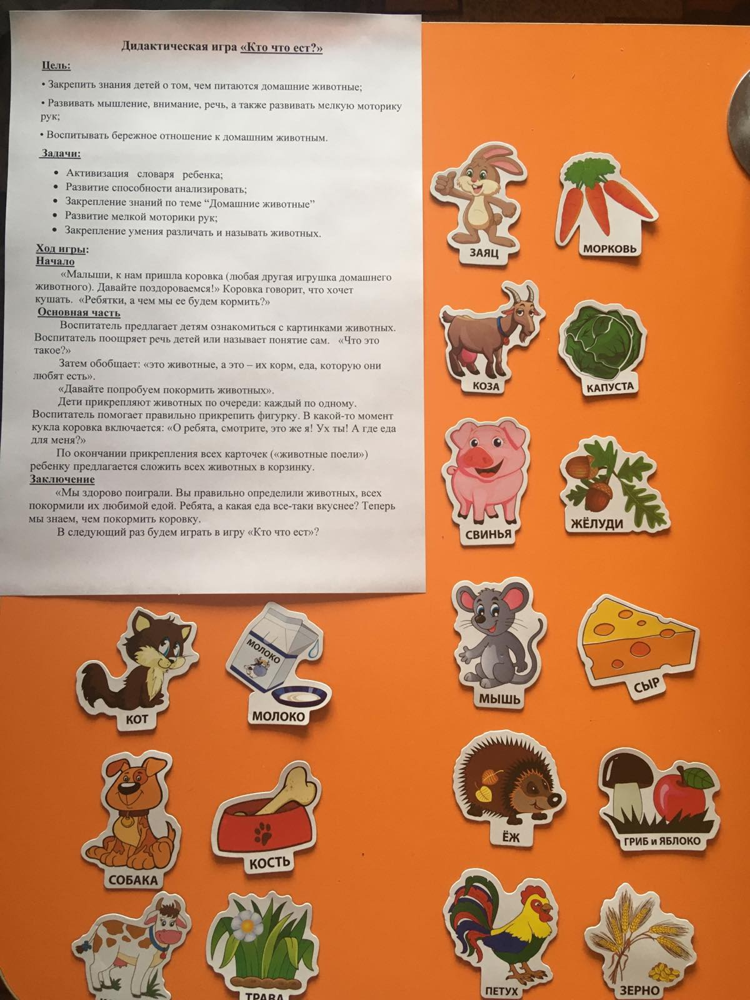 Дидактическая игра «Кто что ест?»
Цель:
• Закрепить знания детей о том, чем питаются домашние животные;
• Развивать мышление, внимание, речь, а также развивать мелкую моторику
рук;
• Воспитывать бережное отношение к домашним животным.
Задачи:
• Активизация словаря ребенка;
• Развитие способности анализировать;
• Закрепление знаний по теме “Домашние животные”
• Развитие мелкой моторики рук;
• Закрепление умения различать и называть животных.
Ход игры:
Начало
«Малыши, к нам пришла коровка (любая другая игрушка домашнего
животного). Давайте поздороваемся!» Коровка говорит, что хочет
кушать. «Ребятки, а чем мы ее будем кормить?»
Основная часть
Воспитатель предлагает детям ознакомиться с картинками животных.
Воспитатель поощряет речь детей или называет понятие сам. «Что это
такое?»
Затем обобщает: «это животные, а это – их корм, еда, которую они
любят есть».
«Давайте попробуем покормить животных».
Дети прикрепляют животных по очереди: каждый по одному.
Воспитатель помогает правильно прикрепить фигурку. В какой-то момент
кукла коровка включается: «О ребята, смотрите, это же я! Ух ты! А где еда
для меня?»
По окончании прикрепления всех карточек («животные поели»)
ребенку предлагается сложить всех животных в корзинку.
Заключение
«Мы здорово поиграли. Вы правильно определили животных, всех
покормили их любимой едой. Ребята, а какая еда все-таки вкуснее? Теперь
мы знаем, чем покормить коровку.
В следующий раз будем играть в игру «Кто что ест»?
ЗАЯЦ
МОРКОВЬ
КОЗА
КАПУСТА
СВИНЬЯ
ЖЁЛУДИ
МЫШЬ
СЫР
КОТ
МОЛОКО
МОЛОКО
ЁЖ
ГРИБ и ЯБЛОКО
СОБАКА
КОСТЬ
ТРАВА
ПЕТУХ
ЗЕРНО